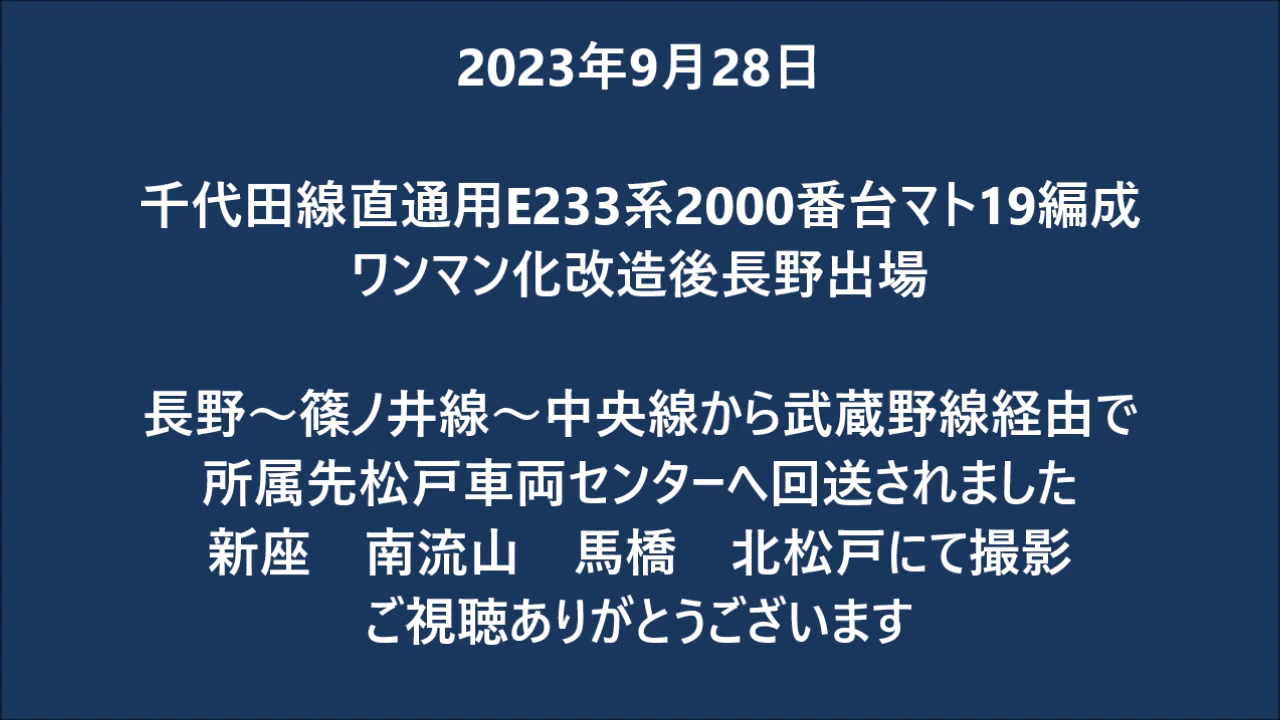 2023年9月28日
千代田線直通用E233系2000番台マト19編成
ワンマン化改造後長野出場
長野～篠ノ井線～中央線から武蔵野線経由で
所属先松戸車両センターへ回送されました
新座　南流山　馬橋　北松戸にて撮影
ご視聴ありがとうございます